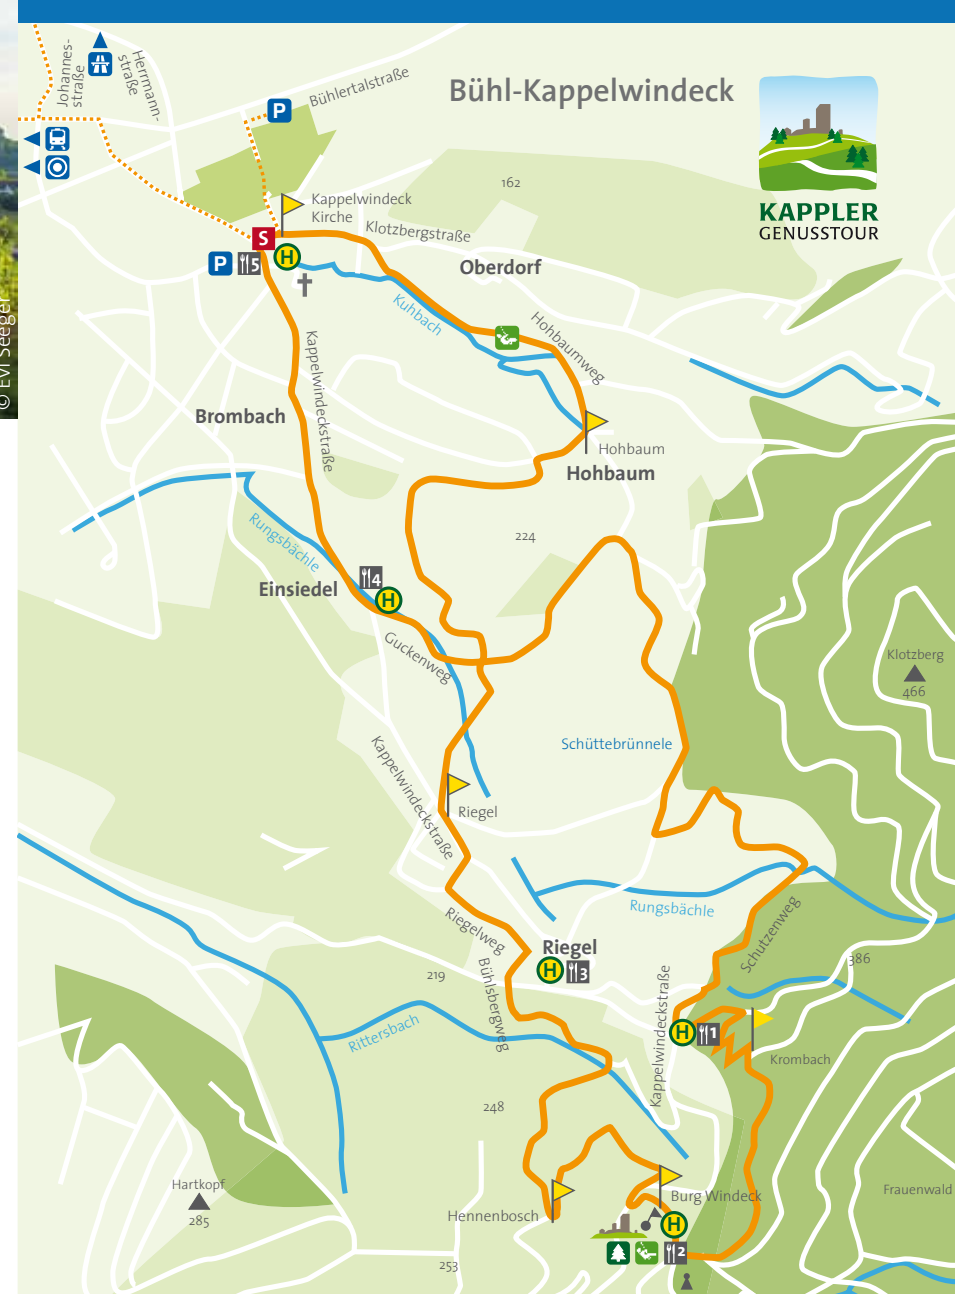 Johannes-
straße
Herrmann-
straße
P
Bühlertalstraße
Bühl-Kappelwindeck
KAPPLER
GENUSSTOUR
162
Kappelwindeck
Kirche
Klotzbergstraße
S
H
P
5
Oberdorf
Kuhbach
Hohbaumweg
© Evi Seeger
Kappelwindeckstraße
Brombach
Hohbaum
Hohbaum
224
Rungsbächle
Einsiedel
4
H
Guckenweg
Klotzberg
466
Schüttebrünnele
Kappelwindeckstraße
Riegel
Rungsbächle
Riegelweg
Riegel
H
3
Schutzenweg
386
219
Bühlsbergweg
Kappelwindeckstraße
Rittersbach
H
1
Krombach
248
Hartkopf
285
Frauenwald
Burg Windeck
Hennenbosch
H
2
253